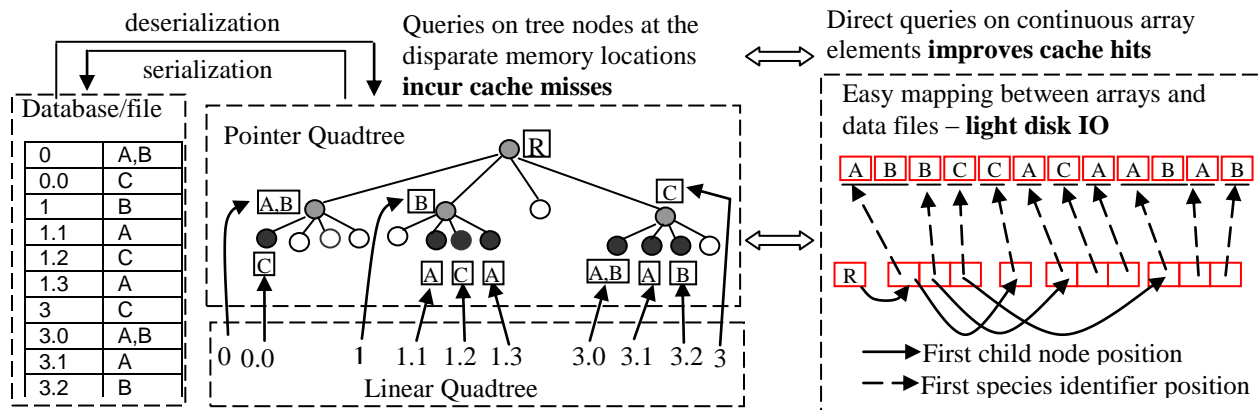 deserialization
serialization
Queries on tree nodes at the
disparate memory locations
incur cache misses
Direct queries on continuous array
elements improves cache hits
Database/file
0 A,B
0.0 C
1 B
1.1 A
1.2 C
1.3 A
3 C
3.0 A,B
3.1 A
3.2 B
Pointer Quadtree
R
A,B
B
C
C
A C A
A,B A B
0 0.0 1 1.1 1.2 1.3 3.0 3.1 3.2 3
Linear Quadtree
Easy mapping between arrays and
data files – light disk IO
A B B C C A C A A B A B
R
First child node position
First species identifier position